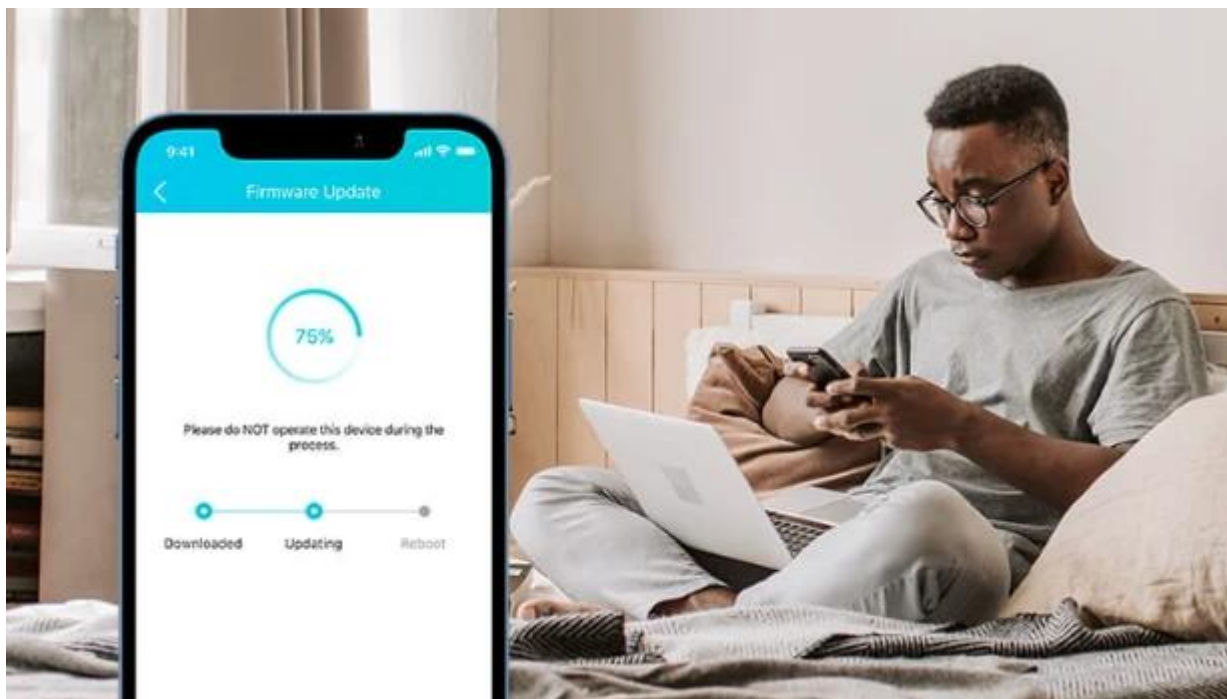 9:41
Firmware Update
75%
Please do NOT operate this device during the
process.
Downloaded Updating Reboot